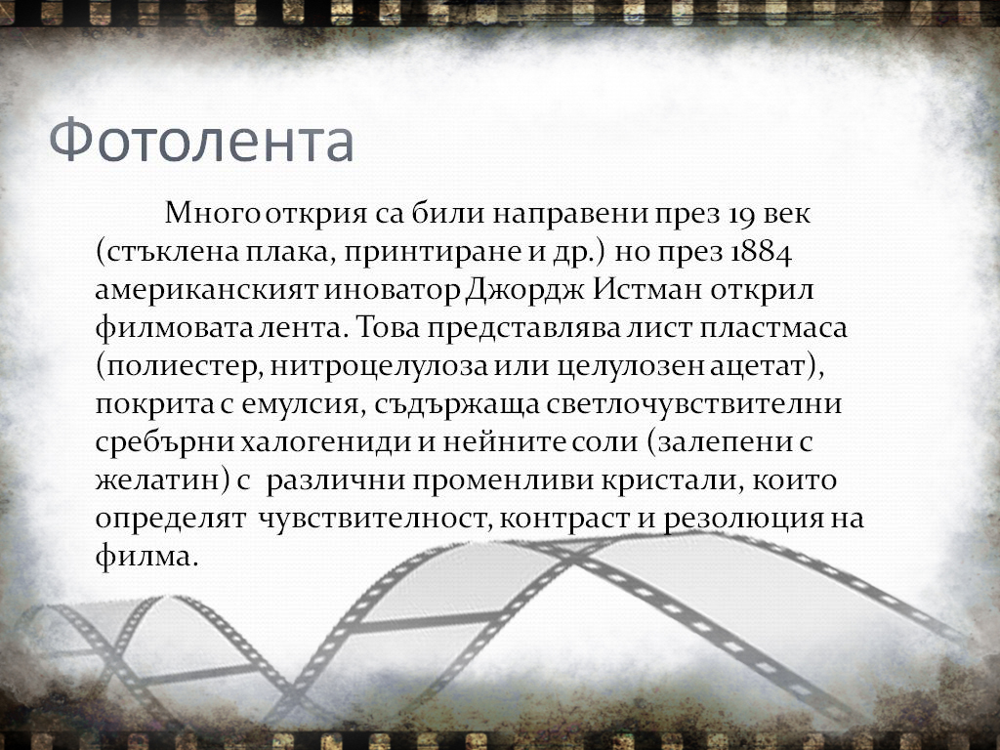 Фотолента
Много открия са били направени през 19 век
(стъклена плака, принтиране и др.) но през 1884
американският иноватор Джордж Истман открил
филмовата лента. Това представлява лист пластмаса
(полиестер, нитроцелулоза или целулозен ацетат),
покрита с емулсия, съдържаща светлочувствителни
сребърни халогениди и нейните соли (залепени с
желатин) с  различни променливи кристали, които
определят  чувствителност, контраст и резолюция на
филма.